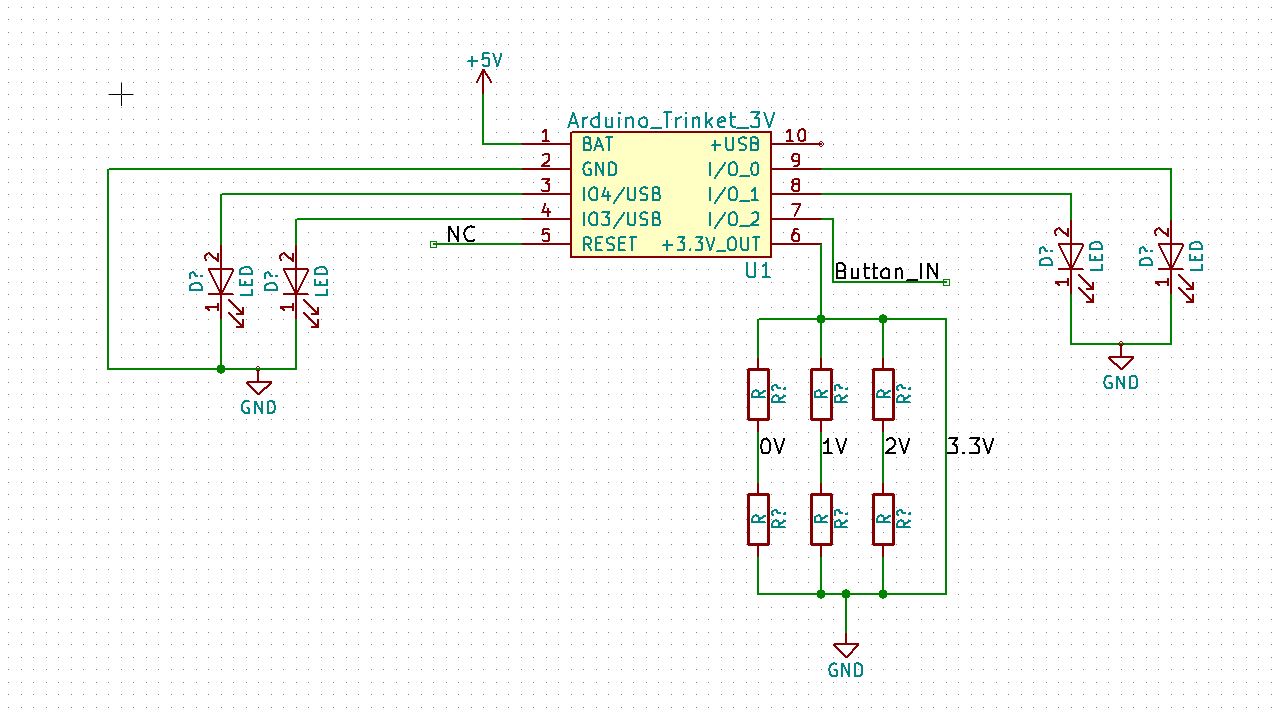 +5V
Arduino_Trinket_3V
1 BAT +USB 10
2 GND I/O_0 9
3 IO4/USB I/O_1 8
4 IO3/USB I/O_2 7
NC 5 RESET +3.3V_OUT 6
U1
Button_IN
2 D? LED 1
2 D? LED 1
2 D? LED 1
2 D? LED 1
GND
GND
R R?
R R?
R R?
0V 1V 2V 3.3V
R R?
R R?
R R?
GND